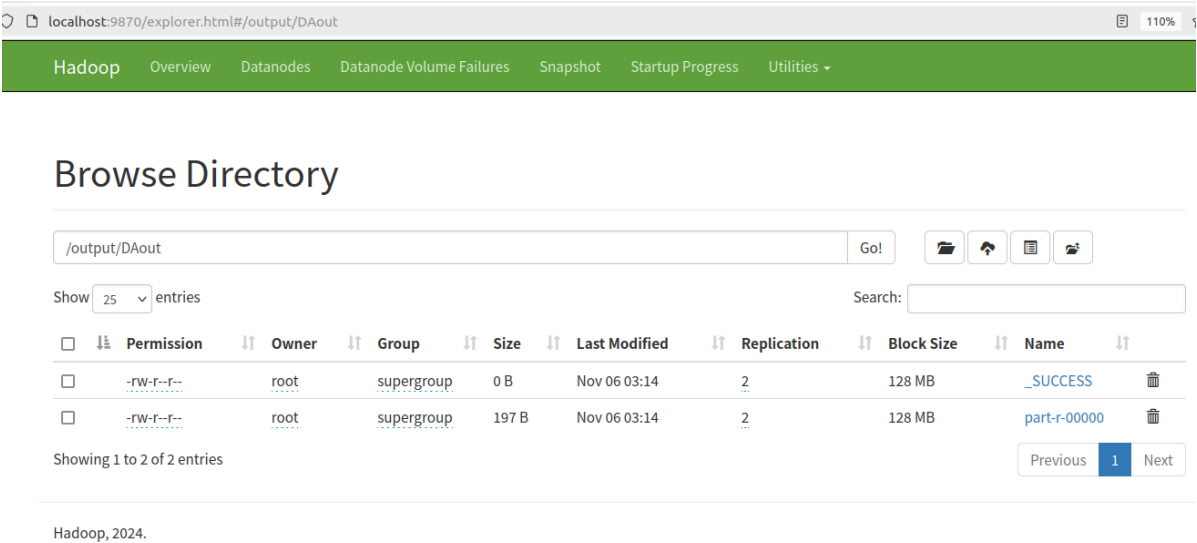 localhost:9870/explorer.html#/output/DAout 110%
Hadoop Overview Datanodes Datanode Volume Failures Snapshot Startup Progress Utilities
Browse Directory
/output/DAout Go!
Show 25 entries Search:
Permission Owner Group Size Last Modified Replication Block Size Name
-rw-r--r-- root supergroup 0 B Nov 06 03:14 2 128 MB _SUCCESS
-rw-r--r-- root supergroup 197 B Nov 06 03:14 2 128 MB part-r-00000
Showing 1 to 2 of 2 entries Previous 1 Next
Hadoop, 2024.